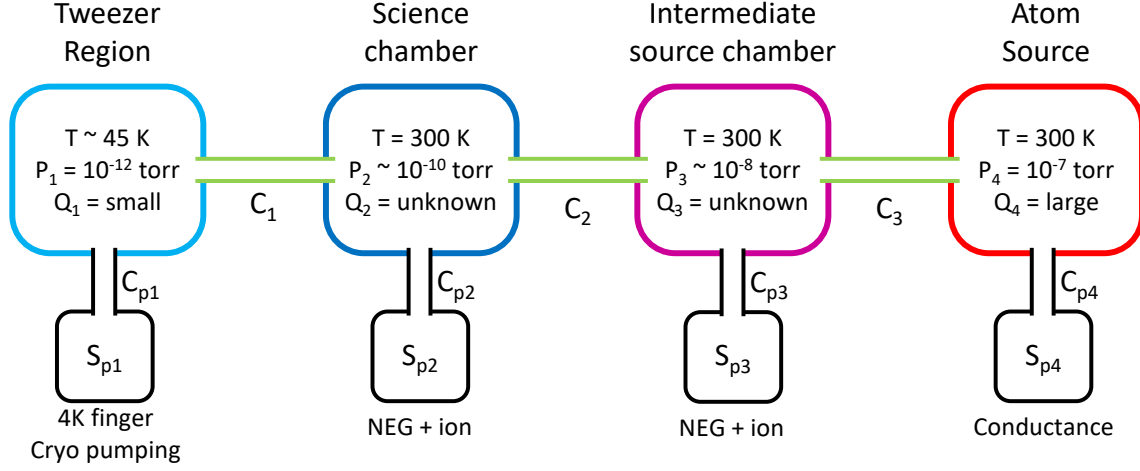 Tweezer
Region
Science
chamber
Intermediate
source chamber
Atom
Source
T ~ 45 K
P₁ = 10⁻¹² torr
Q₁ = small
T = 300 K
P₂ ~ 10⁻¹⁰ torr
Q₂ = unknown
T = 300 K
P₃ ~ 10⁻⁸ torr
Q₃ = unknown
T = 300 K
P₄ = 10⁻⁷ torr
Q₄ = large
C₁
C₂
C₃
Cₚ₁
Cₚ₂
Cₚ₃
Cₚ₄
Sₚ₁
Sₚ₂
Sₚ₃
Sₚ₄
4K finger
Cryo pumping
NEG + ion
NEG + ion
Conductance